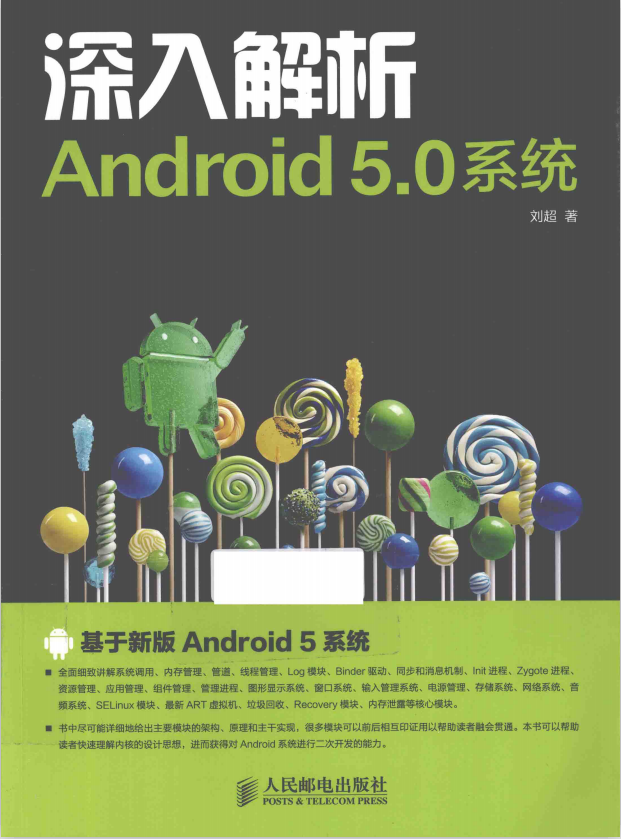 深入解析
Android 5.0系统
刘超 著
基于新版 Android 5 系统
■ 全面细致讲解系统调用、内存管理、管道、线程管理、Log 模块、Binder 驱动、同步和消息机制、Init 进程、Zygote 进程、
资源管理、应用管理、组件管理、管理进程、图形显示系统、窗口系统、输入管理系统、电源管理、存储系统、网络系统、音
频系统、SELinux 模块、最新 ART 虚拟机、垃圾回收、Recovery 模块、内存泄露等核心模块。
■ 书中尽可能详细地给出主要模块的架构、原理和主干实现，很多模块可以前后相互印证用以帮助读者融会贯通。本书可以帮助
读者快速理解内核的设计思想，进而获得对 Android 系统进行二次开发的能力。
人民邮电出版社
POSTS & TELECOM PRESS